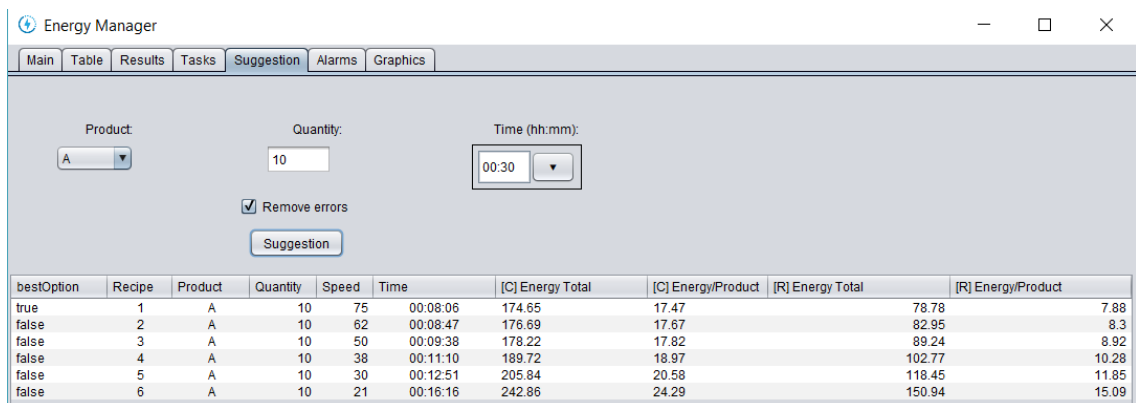 Energy Manager
Main Table Results Tasks Suggestion Alarms Graphics
Product: Quantity: Time (hh:mm):
A 10 00:30
Remove errors
Suggestion
bestOption Recipe Product Quantity Speed Time [C] Energy Total [C] Energy/Product [R] Energy Total [R] Energy/Product
true 1 A 10 75 00:08:06 174.65 17.47 78.78 7.88
false 2 A 10 62 00:08:47 176.69 17.67 82.95 8.3
false 3 A 10 50 00:09:38 178.22 17.82 89.24 8.92
false 4 A 10 38 00:11:10 189.72 18.97 102.77 10.28
false 5 A 10 30 00:12:51 205.84 20.58 118.45 11.85
false 6 A 10 21 00:16:16 242.86 24.29 150.94 15.09